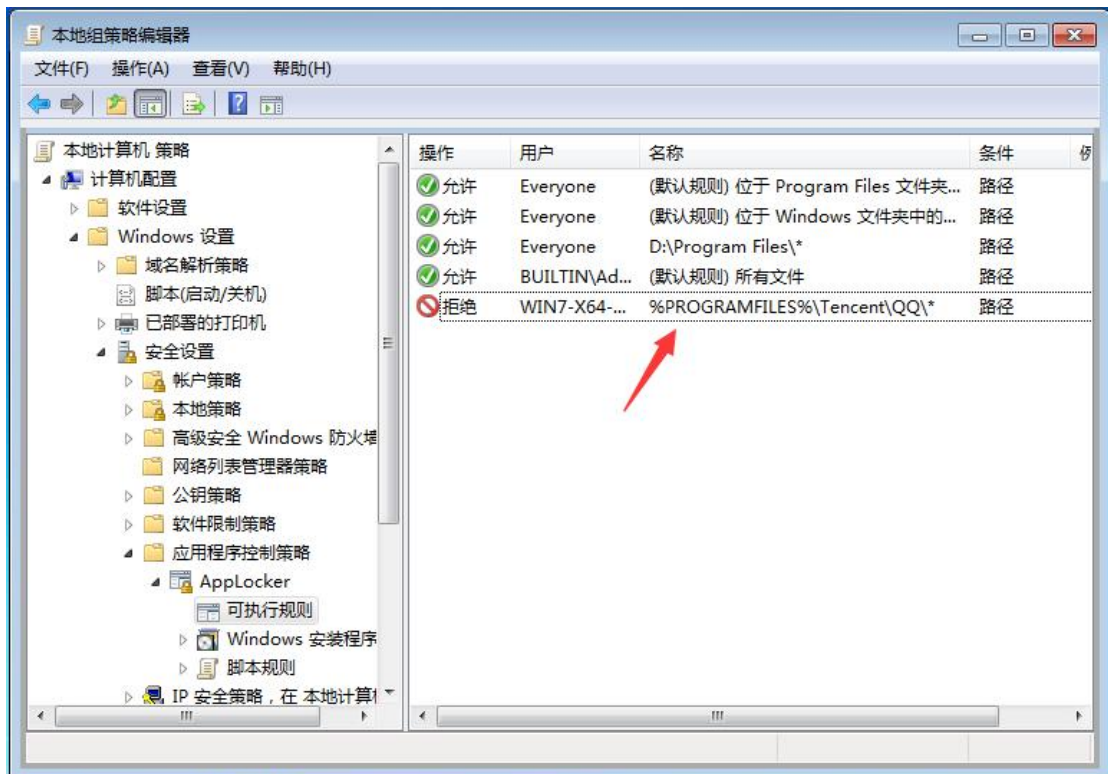 本地组策略编辑器
文件(F) 操作(A) 查看(V) 帮助(H)
本地计算机 策略
计算机配置
软件设置
Windows 设置
域名解析策略
脚本(启动/关机)
已部署的打印机
安全设置
帐户策略
本地策略
高级安全 Windows 防火墙
网络列表管理器策略
公钥策略
软件限制策略
应用程序控制策略
AppLocker
可执行规则
Windows 安装程序
脚本规则
IP 安全策略，在 本地计算机
操作 用户 名称 条件 例
允许 Everyone (默认规则) 位于 Program Files 文件夹... 路径
允许 Everyone (默认规则) 位于 Windows 文件夹中的... 路径
允许 Everyone D:\Program Files\* 路径
允许 BUILTIN\Ad... (默认规则) 所有文件 路径
拒绝 WIN7-X64-... %PROGRAMFILES%\Tencent\QQ\* 路径